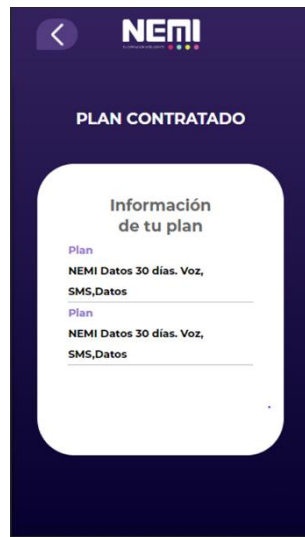 NEMI
PLAN CONTRATADO
Información
de tu plan
Plan
NEMI Datos 30 días. Voz,
SMS,Datos
Plan
NEMI Datos 30 días. Voz,
SMS,Datos